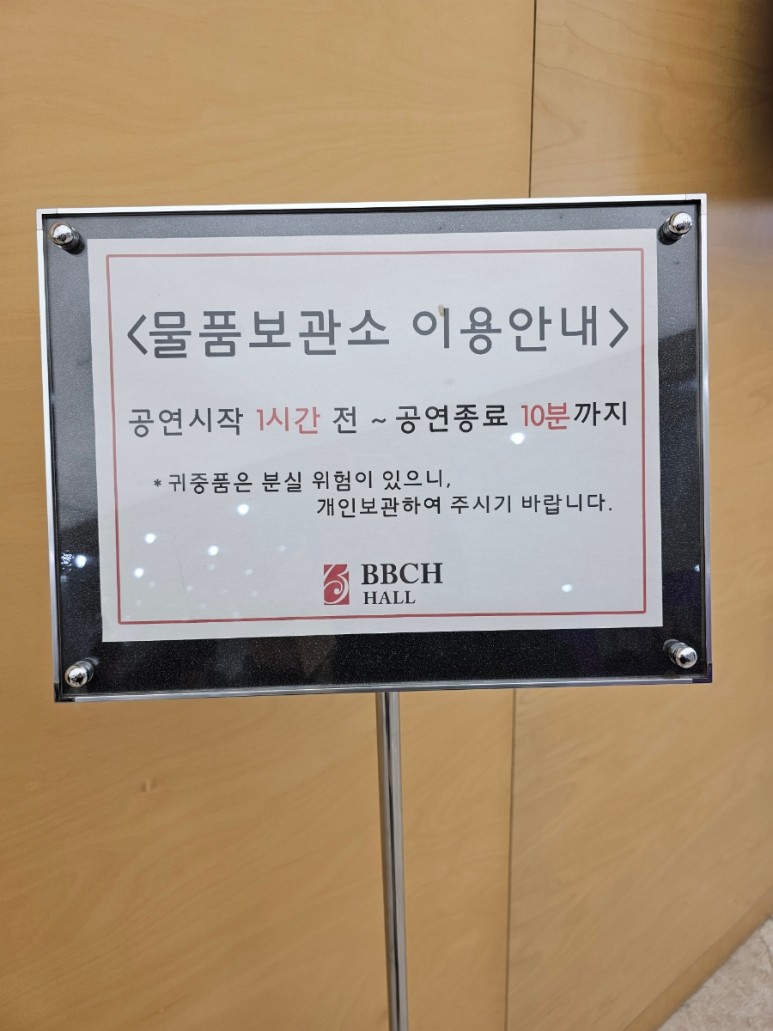 <물품보관소 이용안내>
공연시작 1시간 전 ~ 공연종료 10분까지
*귀중품은 분실 위험이 있으니,
개인보관하여 주시기 바랍니다.
BBCH
HALL